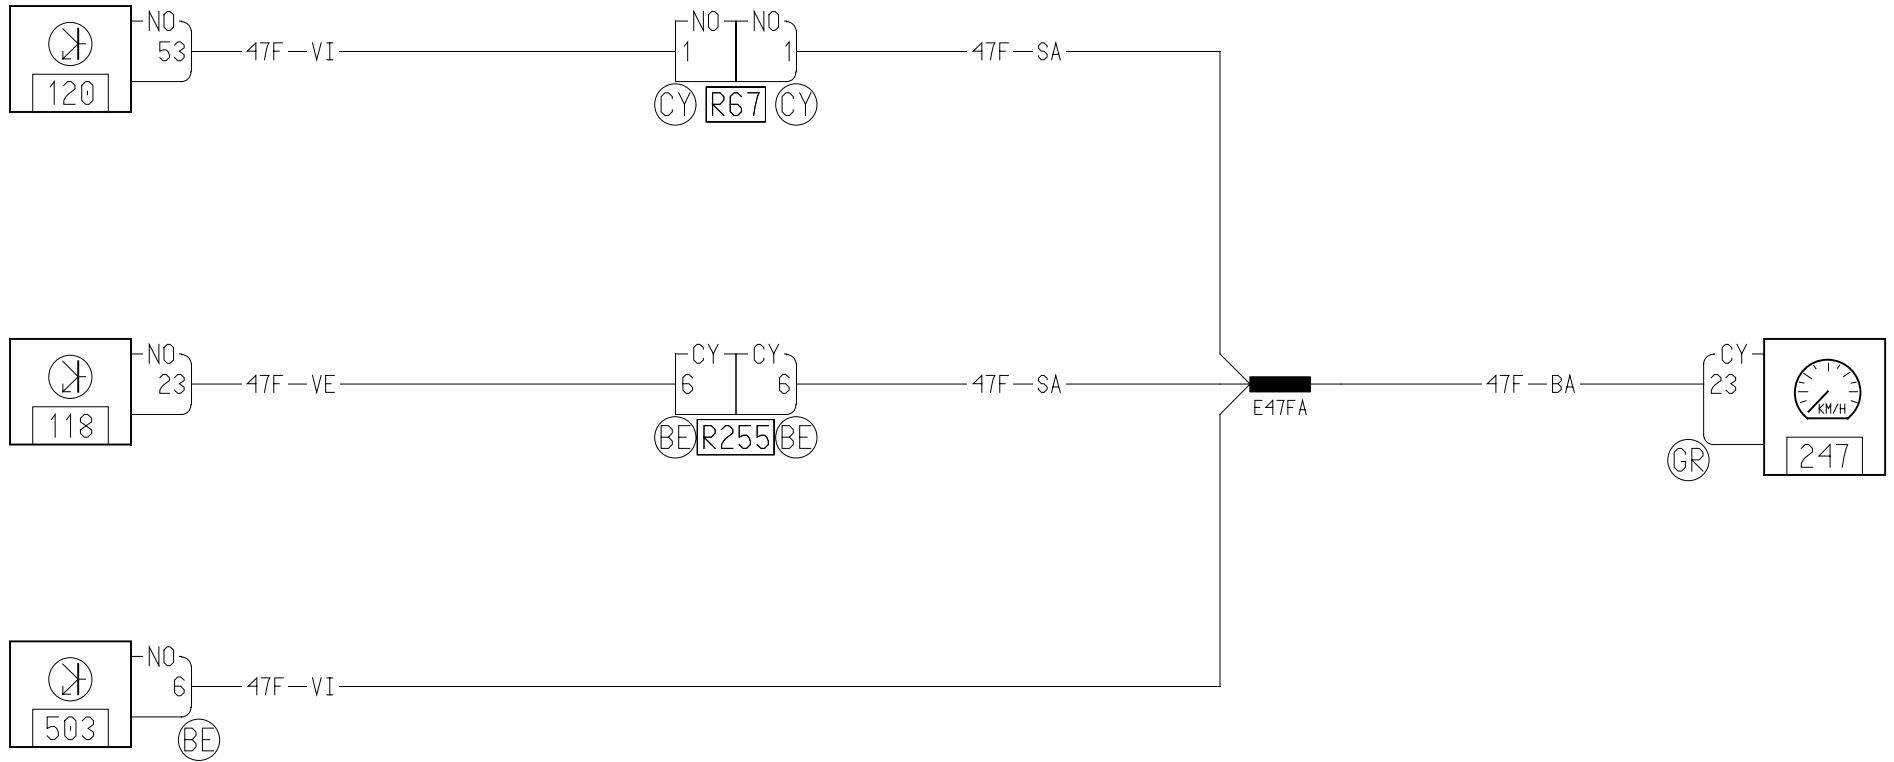 NO NO NO
53 47F VI 1 1 47F SA
120 CY R67 CY
NO CY CY CY
23 47F VE 6 6 47F SA 47F BA 23
E47FA KM/H
118 BE R255 BE GR 247
NO
6 47F VI
503 BE